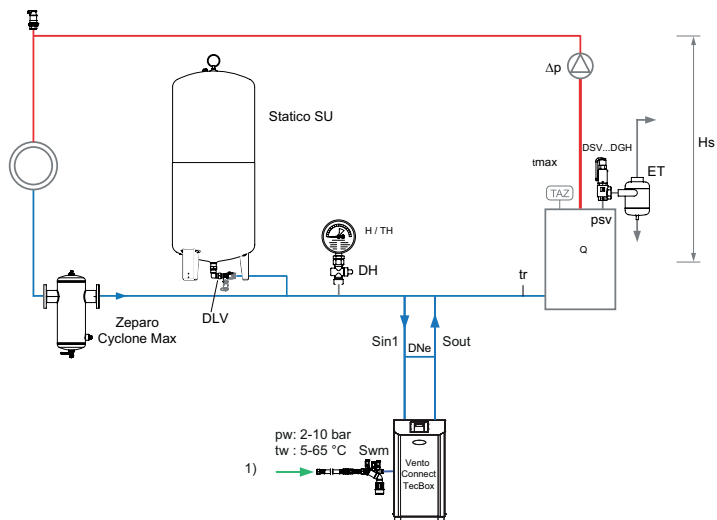 Δp
Statico SU
Hs
DSV...DGH
tmax
ET
TAZ
psv
H / TH
Q
DH
tr
DLV
Zeparo
Cyclone Max
Sin1
DNe
Sout
pw: 2-10 bar
tw : 5-65 °C
Swm
1)
Vento
Connect
TecBox